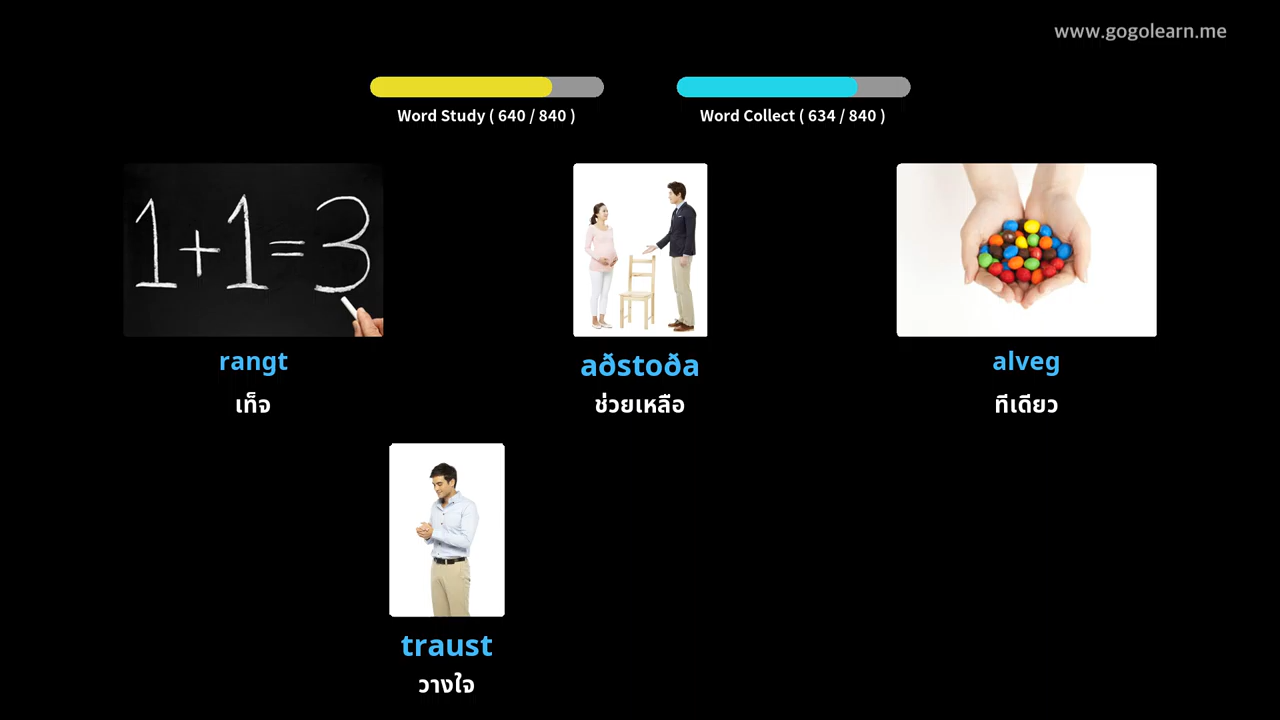 www.gogolearn.me
Word Study ( 640 / 840 )
Word Collect ( 634 / 840 )
1+1=3
rangt
เท็จ
aðstoða
ช่วยเหลือ
alveg
ทีเดียว
traust
วางใจ